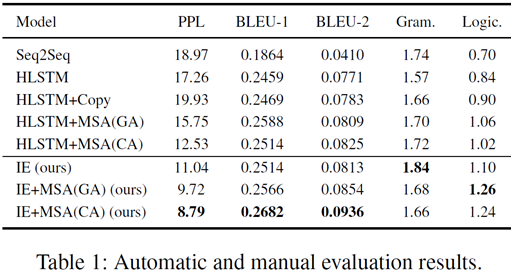 Model PPL BLEU-1 BLEU-2 Gram. Logic.
Seq2Seq 18.97 0.1864 0.0410 1.74 0.70
HLSTM 17.26 0.2459 0.0771 1.57 0.84
HLSTM+Copy 19.93 0.2469 0.0783 1.66 0.90
HLSTM+MSA(GA) 15.75 0.2588 0.0809 1.70 1.06
HLSTM+MSA(CA) 12.53 0.2514 0.0825 1.72 1.02
IE (ours) 11.04 0.2514 0.0813 1.84 1.10
IE+MSA(GA) (ours) 9.72 0.2566 0.0854 1.68 1.26
IE+MSA(CA) (ours) 8.79 0.2682 0.0936 1.66 1.24
Table 1: Automatic and manual evaluation results.